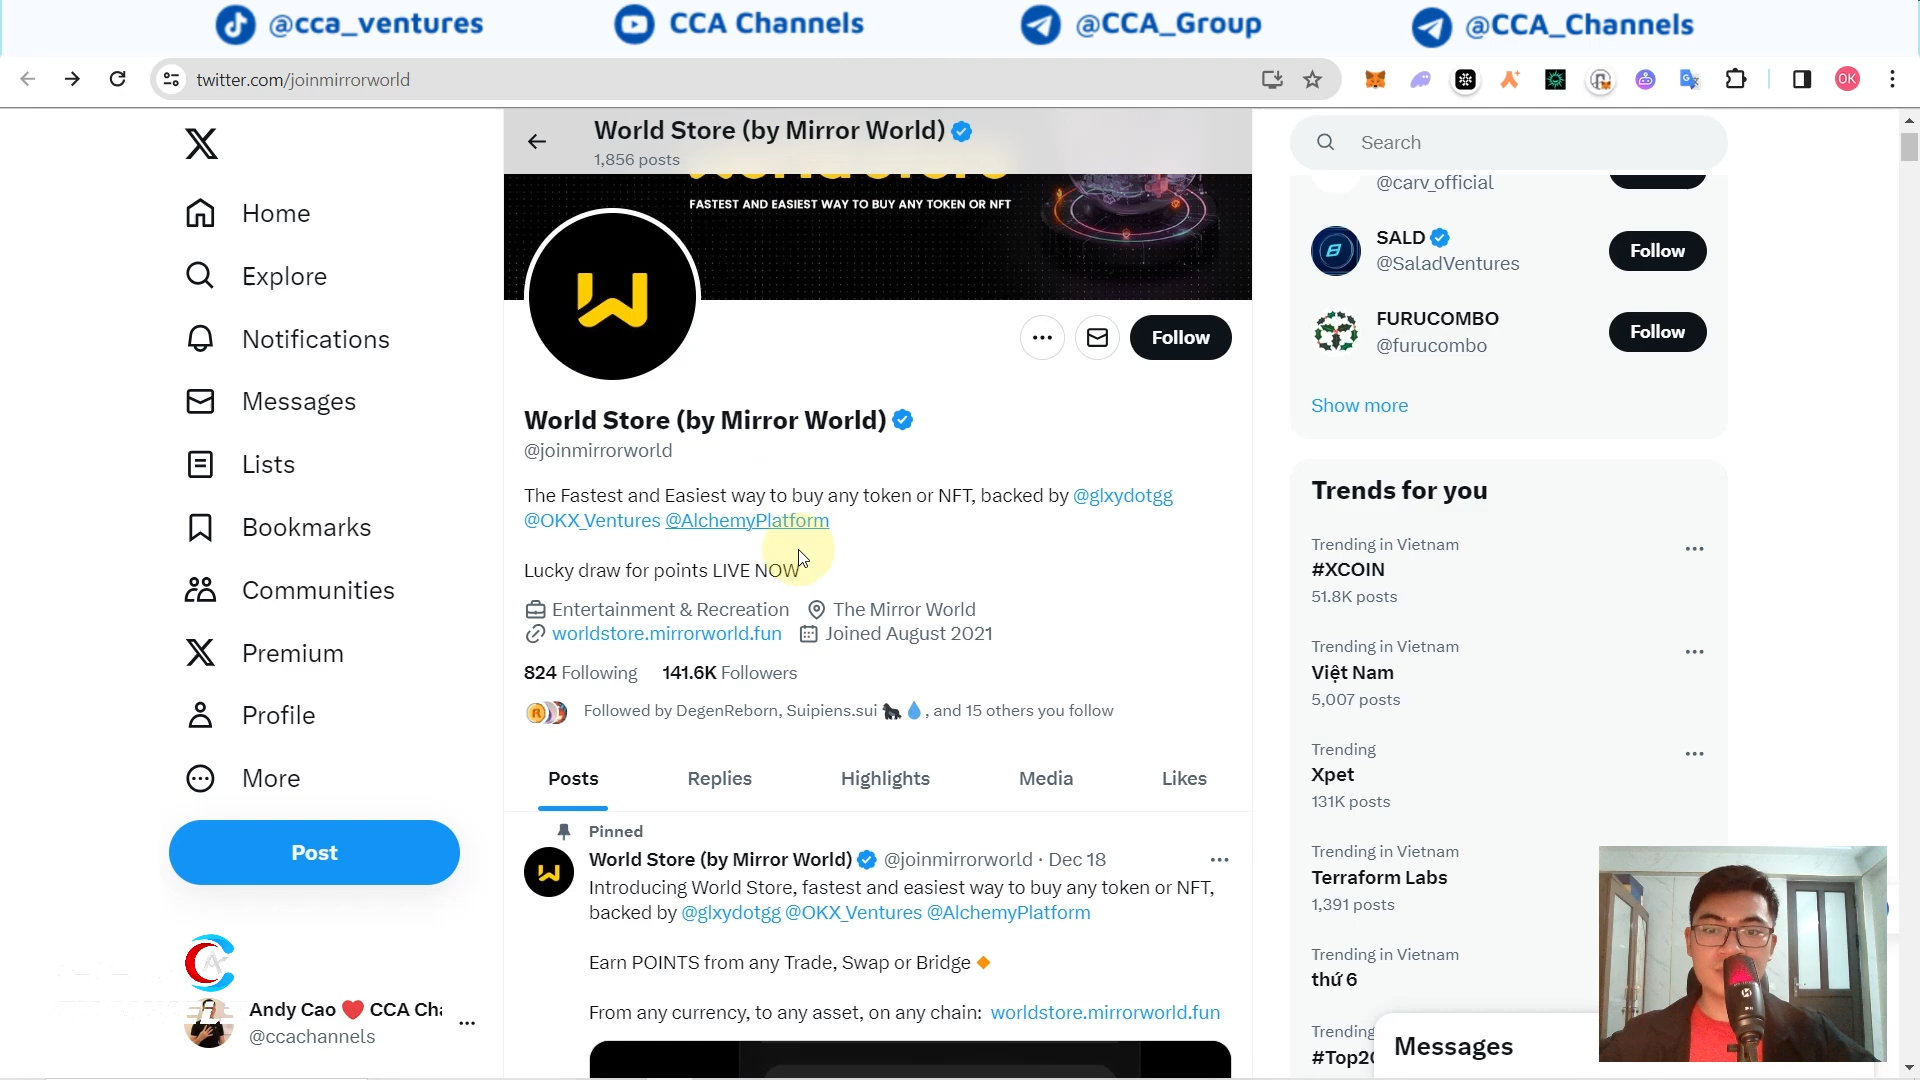 @cca_ventures
CCA Channels
@CCA_Group
@CCA_Channels
twitter.com/joinmirrorworld
OK
Home
Explore
Notifications
Messages
Lists
Bookmarks
Communities
Premium
Profile
More
Post
Andy Cao ❤️ CCA Cha
@ccachannels
World Store (by Mirror World)
1,856 posts
FASTEST AND EASIEST WAY TO BUY ANY TOKEN OR NFT
Follow
World Store (by Mirror World)
@joinmirrorworld
The Fastest and Easiest way to buy any token or NFT, backed by @glxydotgg
@OKX_Ventures @AlchemyPlatform
Lucky draw for points LIVE NOW
Entertainment & Recreation The Mirror World
worldstore.mirrorworld.fun Joined August 2021
824 Following 141.6K Followers
Followed by DegenReborn, Suipiens.sui 🦍💧, and 15 others you follow
Posts Replies Highlights Media Likes
Pinned
World Store (by Mirror World) @joinmirrorworld · Dec 18
Introducing World Store, fastest and easiest way to buy any token or NFT,
backed by @glxydotgg @OKX_Ventures @AlchemyPlatform
Earn POINTS from any Trade, Swap or Bridge 🔸
From any currency, to any asset, on any chain: worldstore.mirrorworld.fun
Search
@carv_official
SALD
@SaladVentures
Follow
FURUCOMBO
@furucombo
Follow
Show more
Trends for you
Trending in Vietnam
#XCOIN
51.8K posts
Trending in Vietnam
Việt Nam
5,007 posts
Trending
Xpet
131K posts
Trending in Vietnam
Terraform Labs
1,391 posts
Trending in Vietnam
thứ 6
Trending
#Top20
Messages